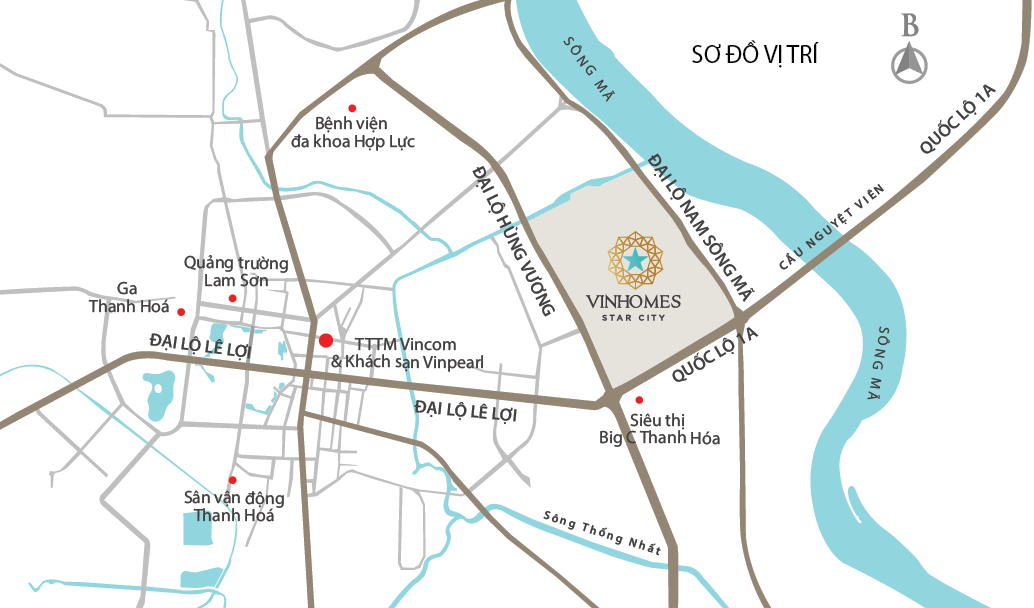 SƠ ĐỒ VỊ TRÍ
B
SÔNG MÃ
QUỐC LỘ 1A
Bệnh viện
đa khoa Hợp Lực
ĐẠI LỘ HÙNG VƯƠNG
ĐẠI LỘ NAM SÔNG MÃ
CẦU NGUYỆT VIÊN
VINHOMES
STAR CITY
Quảng trường
Lam Sơn
Ga
Thanh Hoá
ĐẠI LỘ LÊ LỢI
TTTM Vincom
& Khách sạn Vinpearl
QUỐC LỘ 1A
SÔNG MÃ
ĐẠI LỘ LÊ LỢI
Siêu thị
Big C Thanh Hóa
Sân vận động
Thanh Hoá
Sông Thống Nhất